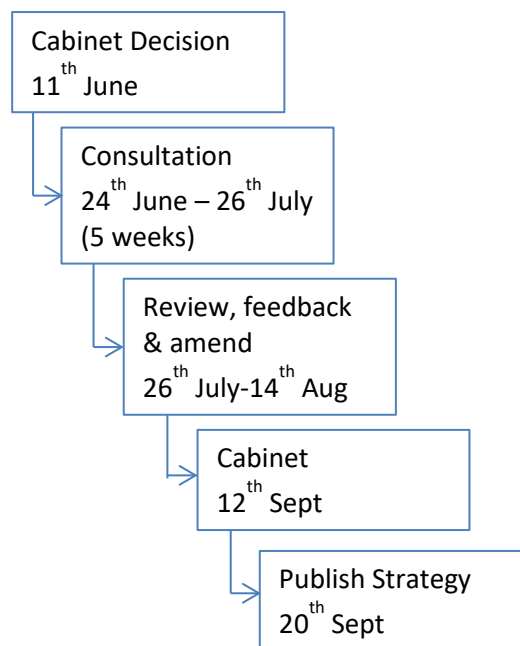 Cabinet Decision
11th June
Consultation
24th June – 26th July
(5 weeks)
Review, feedback
& amend
26th July-14th Aug
Cabinet
12th Sept
Publish Strategy
20th Sept